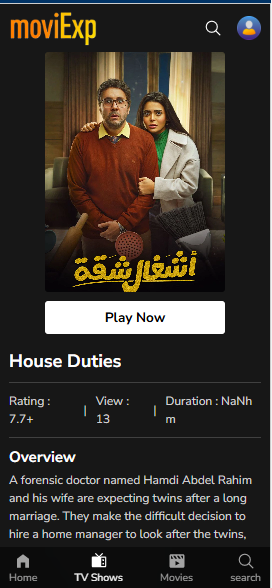 moviExp
أشغال شقة
Play Now
House Duties
Rating :
7.7+
|
View :
13
|
Duration : NaNh
m
Overview
A forensic doctor named Hamdi Abdel Rahim
and his wife are expecting twins after a long
marriage. They make the difficult decision to
hire a home manager to look after the twins,
Home
TV Shows
Movies
search